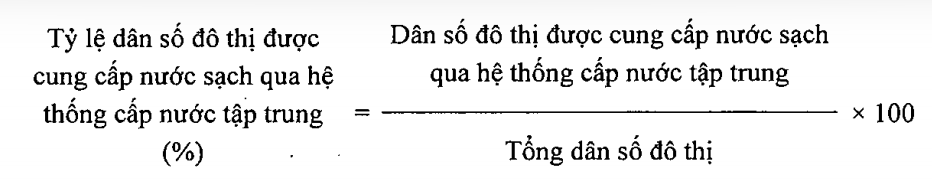 Tỷ lệ dân số đô thị được
cung cấp nước sạch qua hệ
thống cấp nước tập trung
(%)
=
Dân số đô thị được cung cấp nước sạch
qua hệ thống cấp nước tập trung
Tổng dân số đô thị
× 100